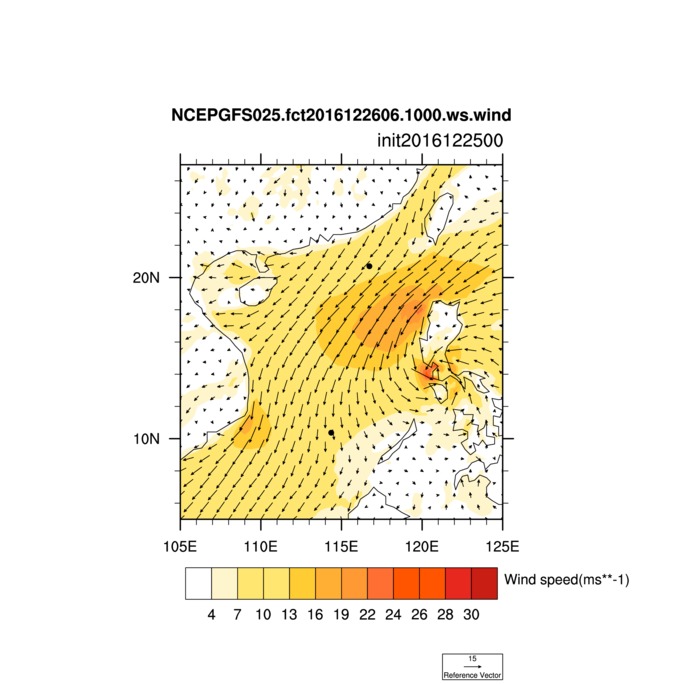 NCEPGFS025.fct2016122606.1000.ws.wind
init2016122500
20N
10N
105E 110E 115E 120E 125E
Wind speed(ms**-1)
4 7 10 13 16 19 22 24 26 28 30
15
Reference Vector